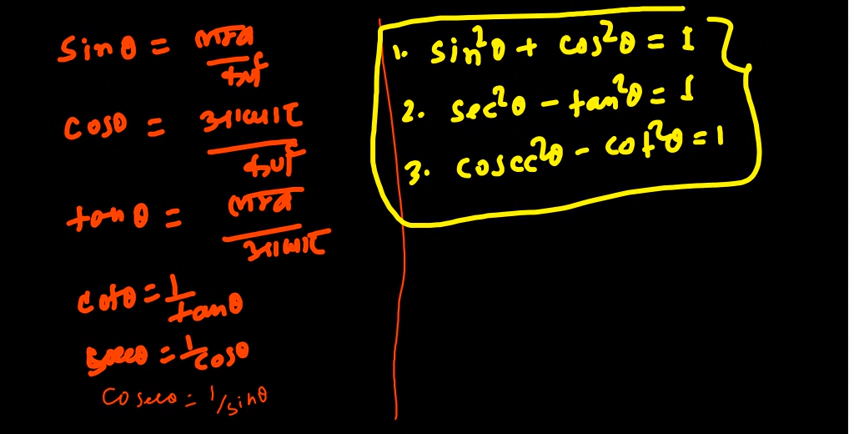 sinθ = लम्ब/कर्ण
cosθ = आधार/कर्ण
tanθ = लम्ब/आधार
cotθ = 1/tanθ
secθ = 1/cosθ
cosecθ = 1/sinθ
1. sin²θ + cos²θ = 1
2. sec²θ - tan²θ = 1
3. cosec²θ - cot²θ = 1